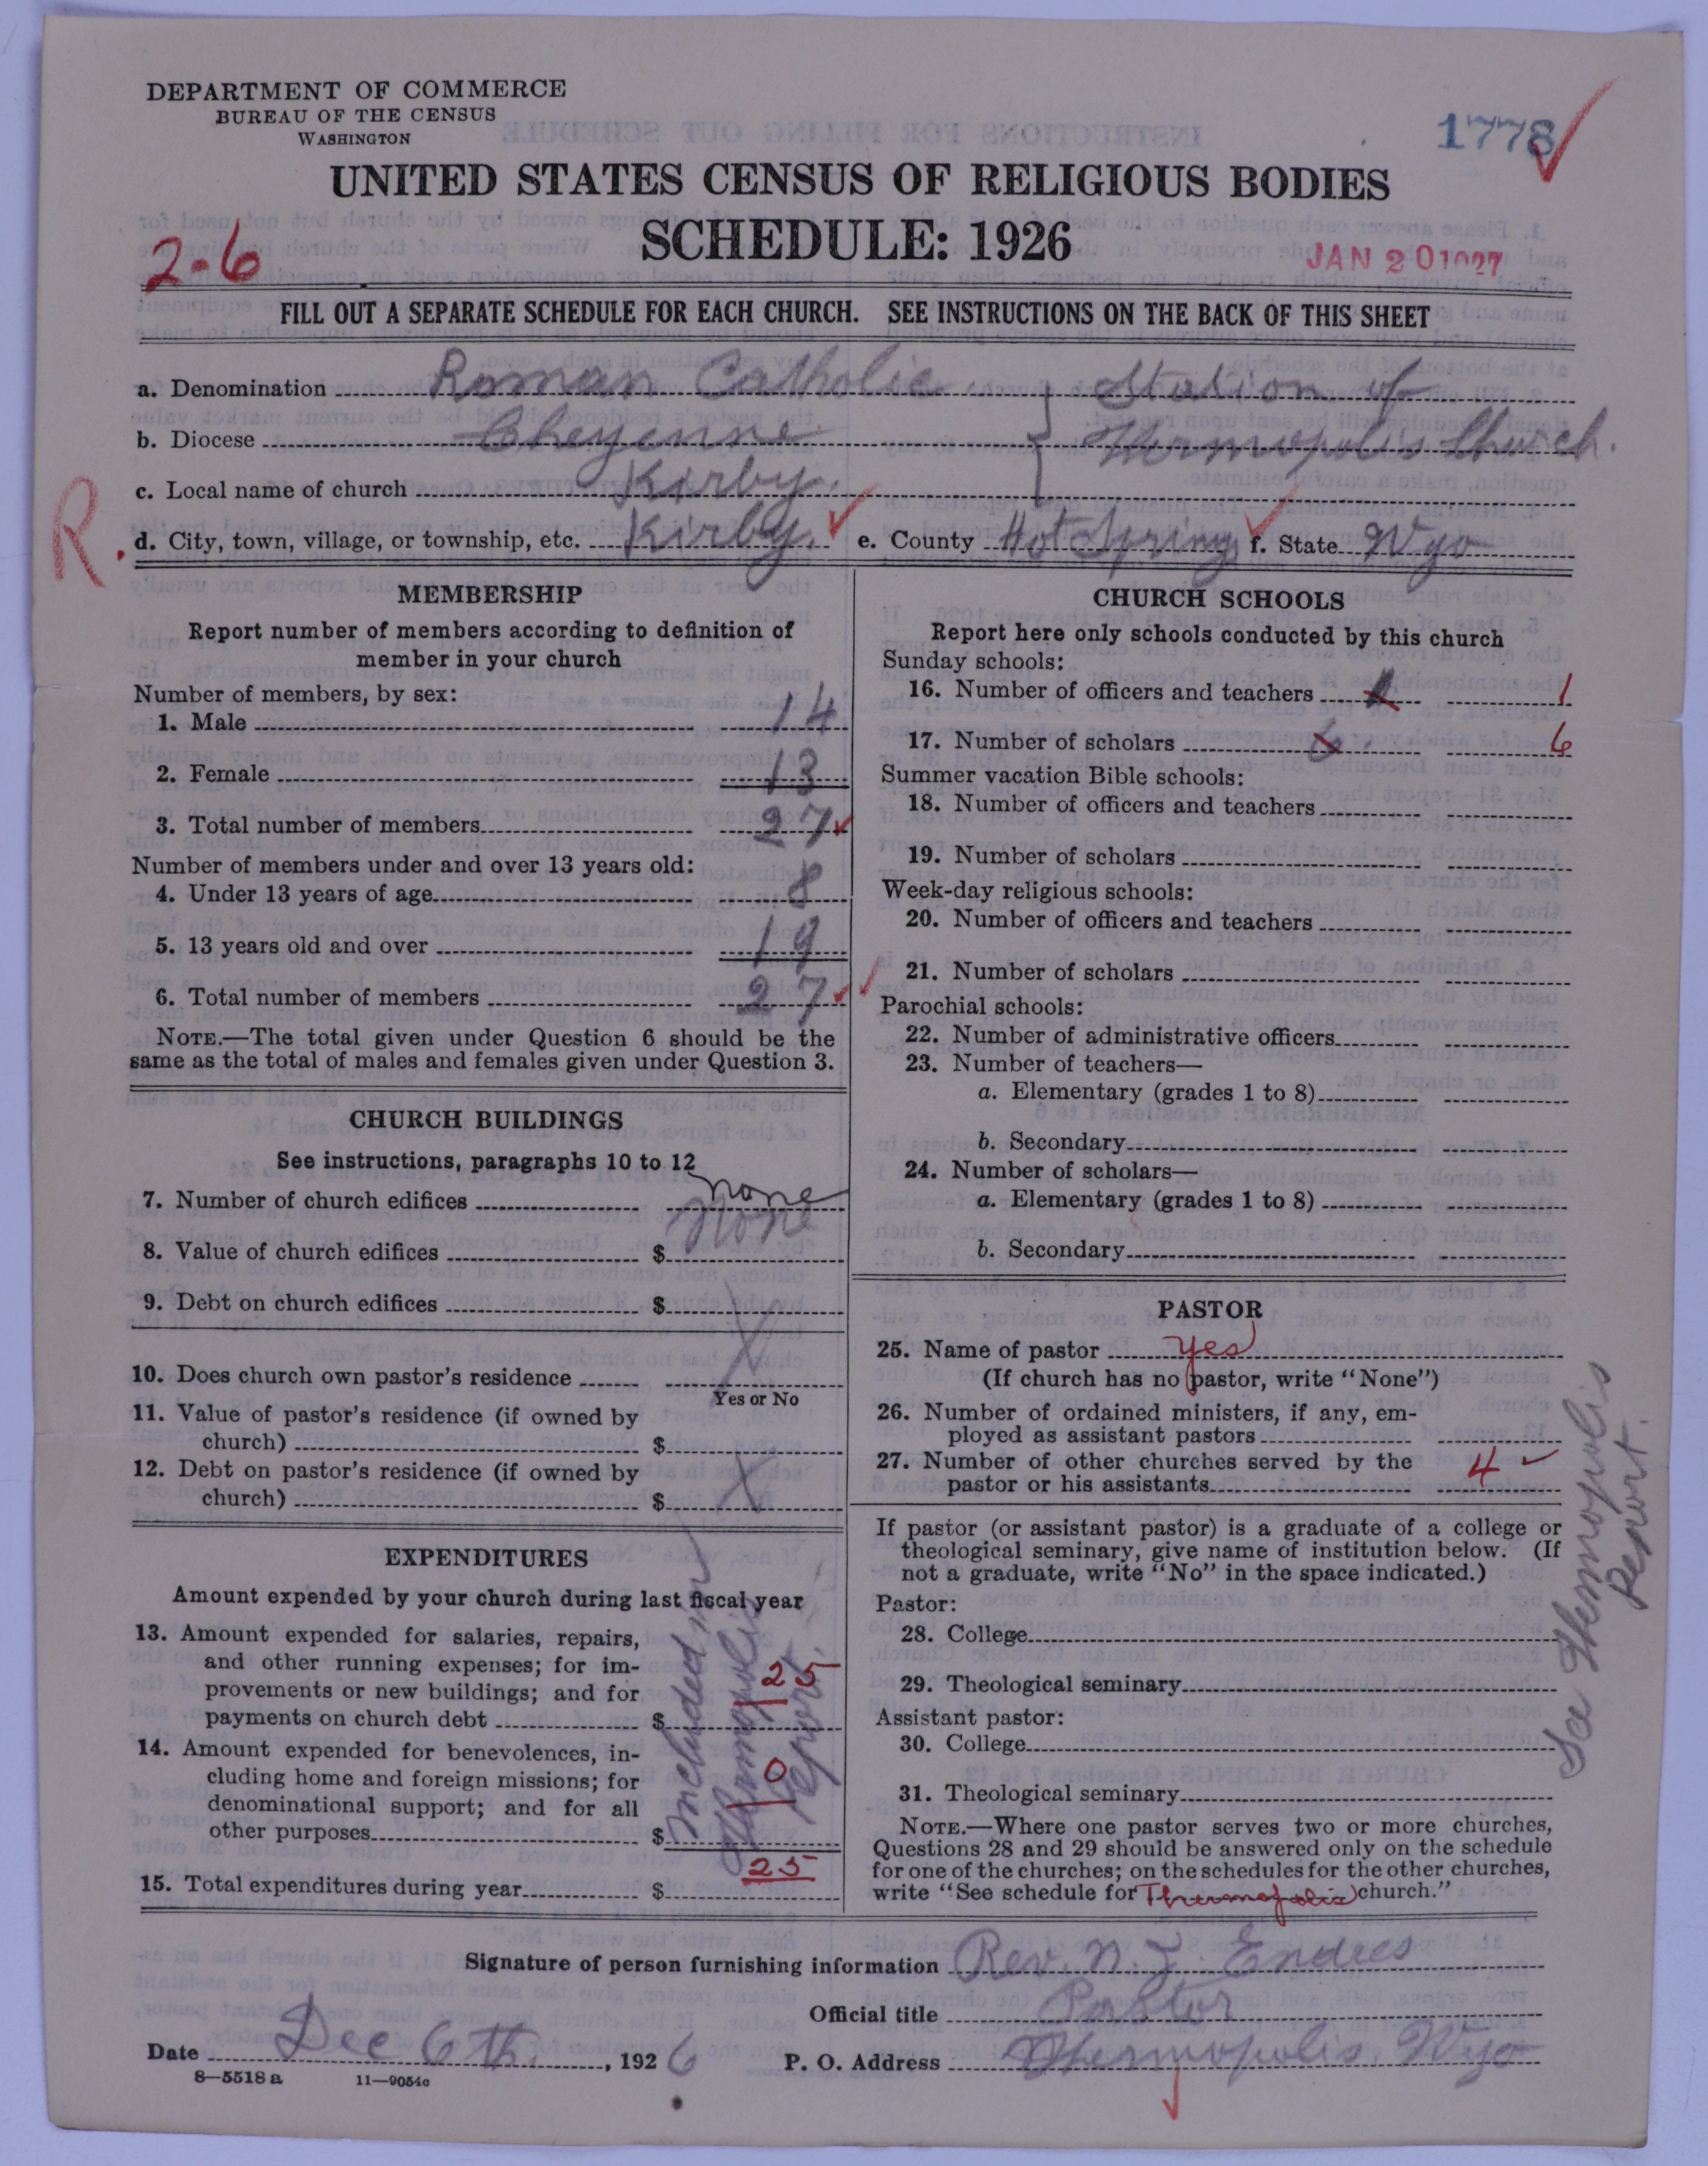 DEPARTMENT OF COMMERCE
BUREAU OF THE CENSUS
WASHINGTON
1778
UNITED STATES CENSUS OF RELIGIOUS BODIES
SCHEDULE: 1926
2-6
JAN 20 1927
FILL OUT A SEPARATE SCHEDULE FOR EACH CHURCH. SEE INSTRUCTIONS ON THE BACK OF THIS SHEET
a. Denomination Roman Catholic } Station of
b. Diocese Cheyenne Thermopolis Church.
c. Local name of church Kirby.
R.
d. City, town, village, or township, etc. Kirby. e. County Hot Springs f. State Wyo
MEMBERSHIP
Report number of members according to definition of
member in your church
Number of members, by sex:
1. Male 14
2. Female 13
3. Total number of members 27
Number of members under and over 13 years old:
4. Under 13 years of age 8
5. 13 years old and over 19
6. Total number of members 27
NOTE.—The total given under Question 6 should be the
same as the total of males and females given under Question 3.
CHURCH BUILDINGS
See instructions, paragraphs 10 to 12
7. Number of church edifices none
None
8. Value of church edifices $
9. Debt on church edifices $
10. Does church own pastor's residence
Yes or No
11. Value of pastor's residence (if owned by
church) $
12. Debt on pastor's residence (if owned by
church) $
EXPENDITURES
Amount expended by your church during last fiscal year
13. Amount expended for salaries, repairs,
and other running expenses; for im-
provements or new buildings; and for
payments on church debt $ 25
14. Amount expended for benevolences, in-
cluding home and foreign missions; for
denominational support; and for all
other purposes $ 0
included in
Thermopolis
report.
15. Total expenditures during year $ 25
CHURCH SCHOOLS
Report here only schools conducted by this church
Sunday schools:
16. Number of officers and teachers 1 1
17. Number of scholars 6. 6
Summer vacation Bible schools:
18. Number of officers and teachers
19. Number of scholars
Week-day religious schools:
20. Number of officers and teachers
21. Number of scholars
Parochial schools:
22. Number of administrative officers
23. Number of teachers—
a. Elementary (grades 1 to 8)
b. Secondary
24. Number of scholars—
a. Elementary (grades 1 to 8)
b. Secondary
PASTOR
25. Name of pastor yes
(If church has no pastor, write "None")
26. Number of ordained ministers, if any, em-
ployed as assistant pastors
27. Number of other churches served by the
pastor or his assistants 4
If pastor (or assistant pastor) is a graduate of a college or
theological seminary, give name of institution below. (If
not a graduate, write "No" in the space indicated.)
Pastor:
28. College
29. Theological seminary
Assistant pastor:
30. College
31. Theological seminary
See Thermopolis
Report.
NOTE.—Where one pastor serves two or more churches,
Questions 28 and 29 should be answered only on the schedule
for one of the churches; on the schedules for the other churches,
write "See schedule for Thermopolis church."
Signature of person furnishing information Rev. N. F. Endres
Official title Pastor
Date Dec 6th, 1926 P. O. Address Thermopolis. Wyo
8—5518 a 11—9054c